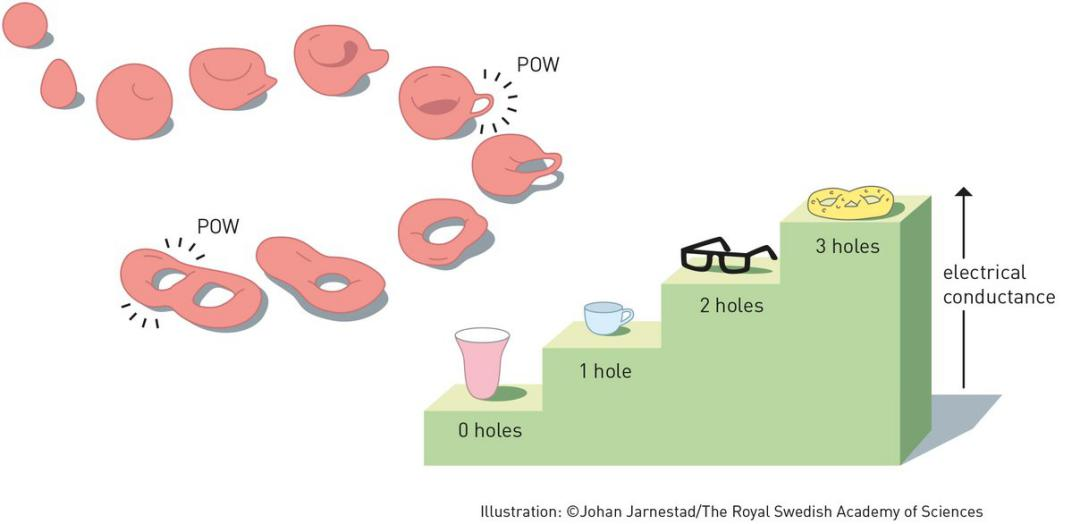 POW
POW
3 holes
electrical
conductance
2 holes
1 hole
0 holes
Illustration: ©Johan Jarnestad/The Royal Swedish Academy of Sciences